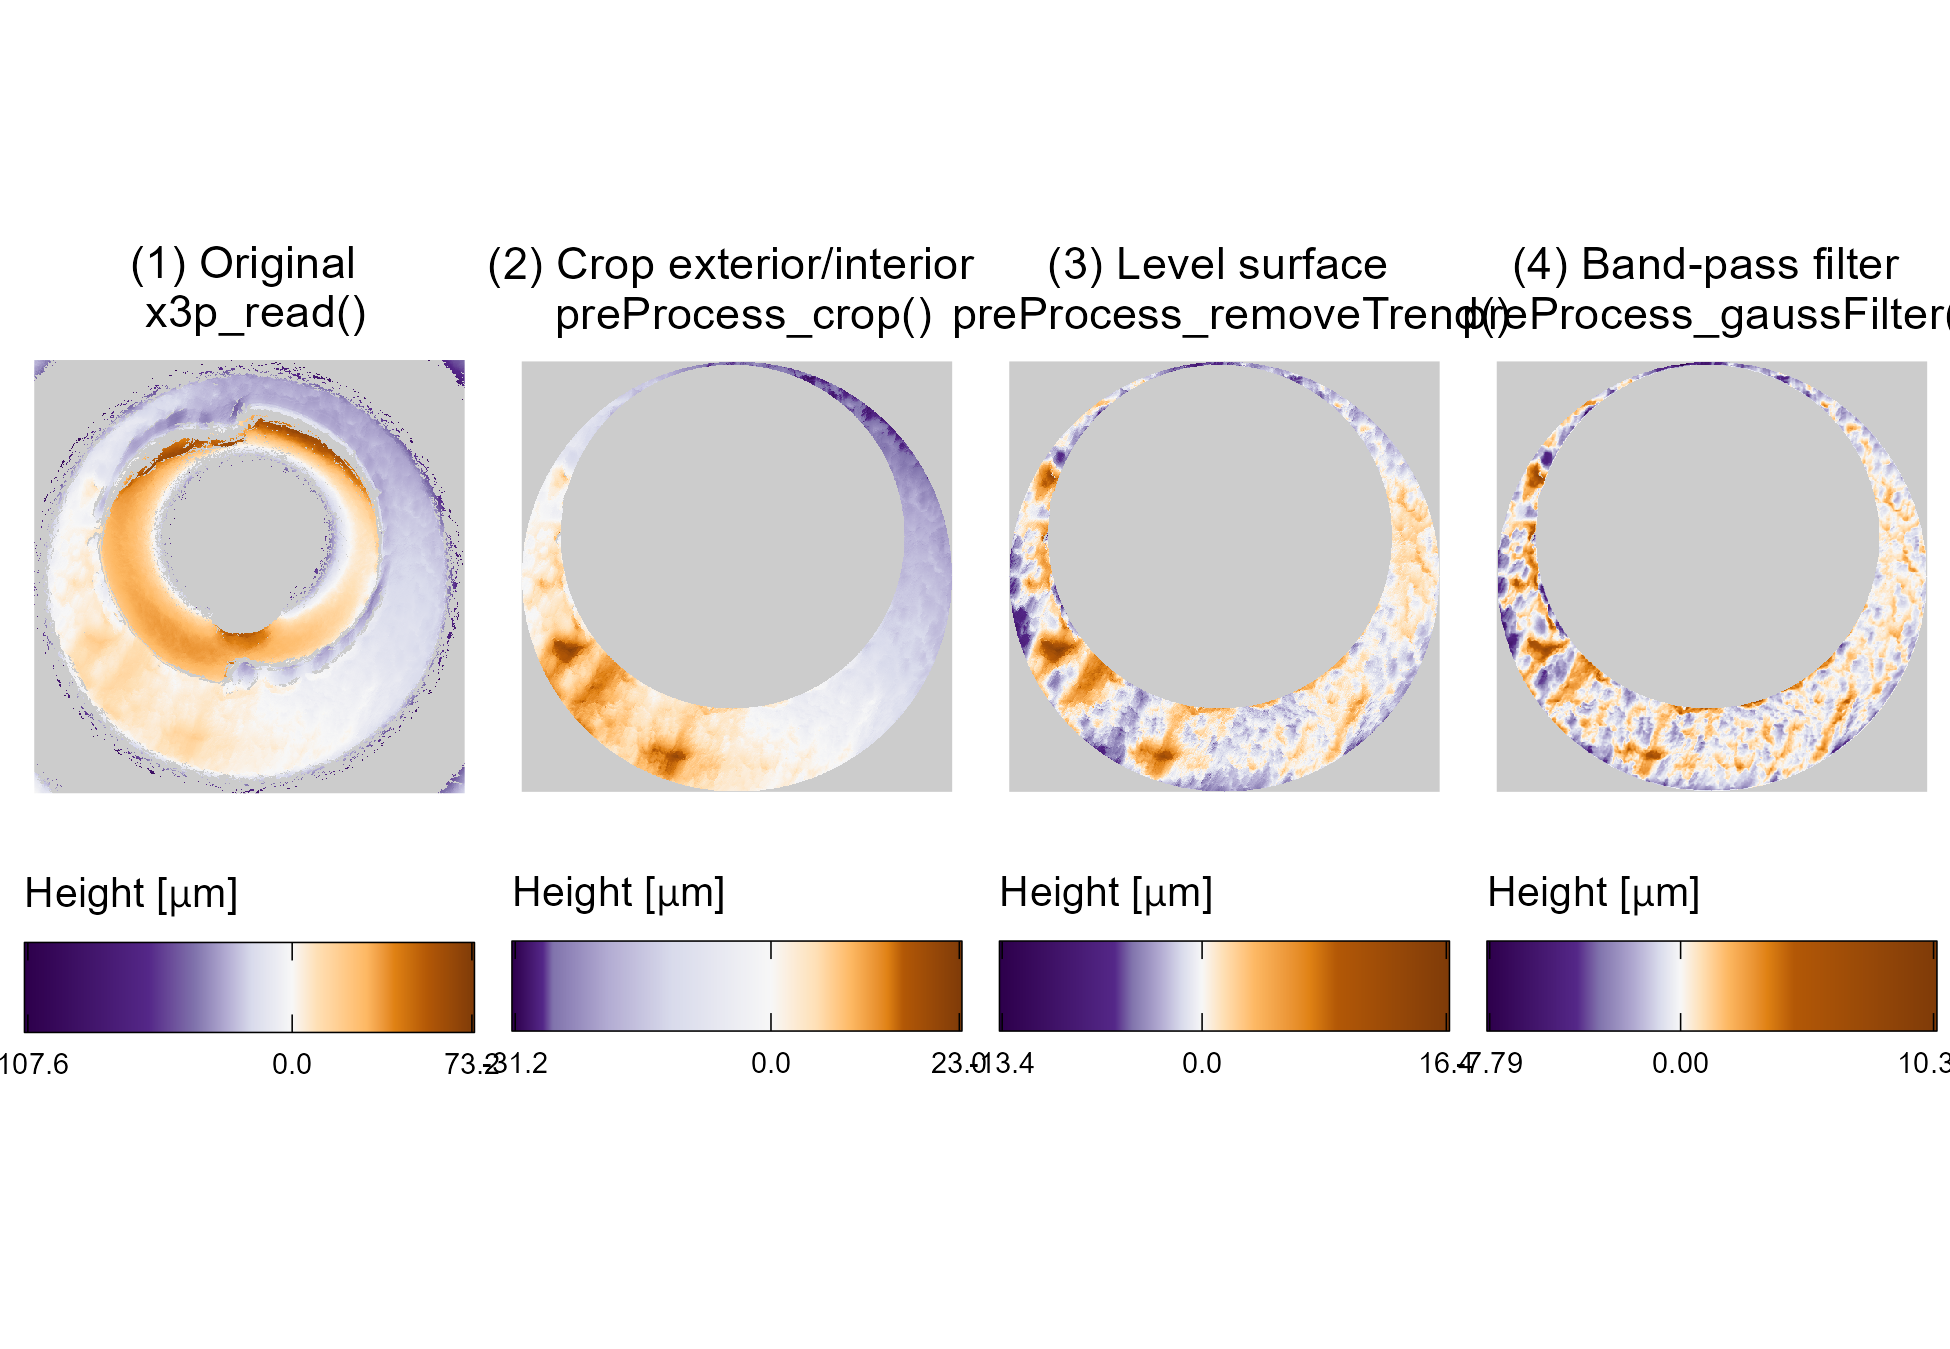 (1) Original
x3p_read()
(2) Crop exterior/interior
preProcess_crop()
(3) Level surface
preProcess_removeTrend()
(4) Band-pass filter
preProcess_gaussFilter(
Height [µm]
107.6 0.0 73.2
Height [µm]
-31.2 0.0 23.0
Height [µm]
-13.4 0.0 16.4
Height [µm]
-7.79 0.00 10.3